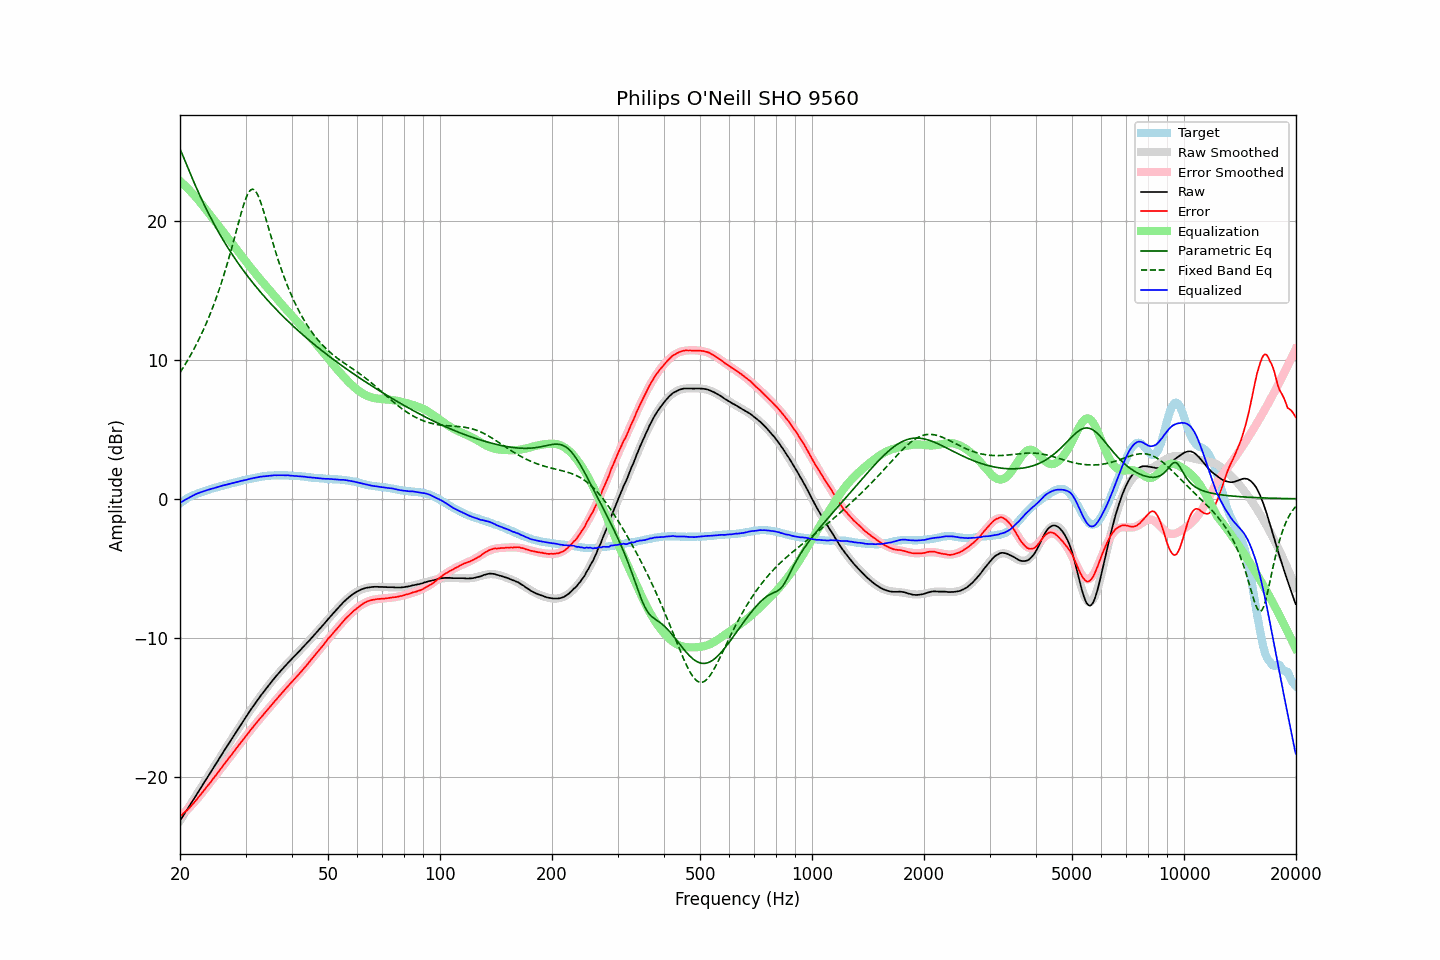 Philips O'Neill SHO 9560
Target
Raw Smoothed
Error Smoothed
Raw
Error
Equalization
Parametric Eq
Fixed Band Eq
Equalized
Amplitude (dBr)
20
10
0
−10
−20
20 50 100 200 500 1000 2000 5000 10000 20000
Frequency (Hz)